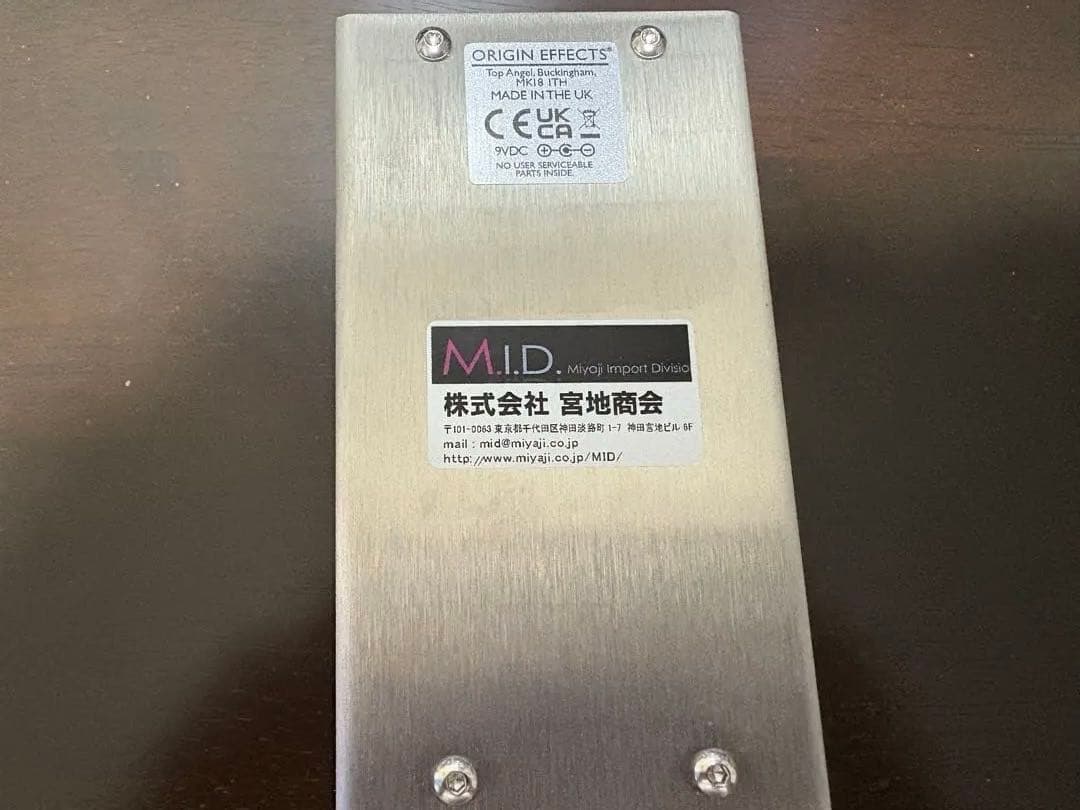 ORIGIN EFFECTS®
Top Angel, Buckingham,
MK18 1TH
MADE IN THE UK
CE UK CA
9VDC
NO USER SERVICEABLE
PARTS INSIDE.
M.I.D. Miyaji Import Divisio
株式会社 宮地商会
〒101-0063 東京都千代田区神田淡路町 1-7 神田宮地ビル 6F
mail : mid@miyaji.co.jp
http://www.miyaji.co.jp/MID/